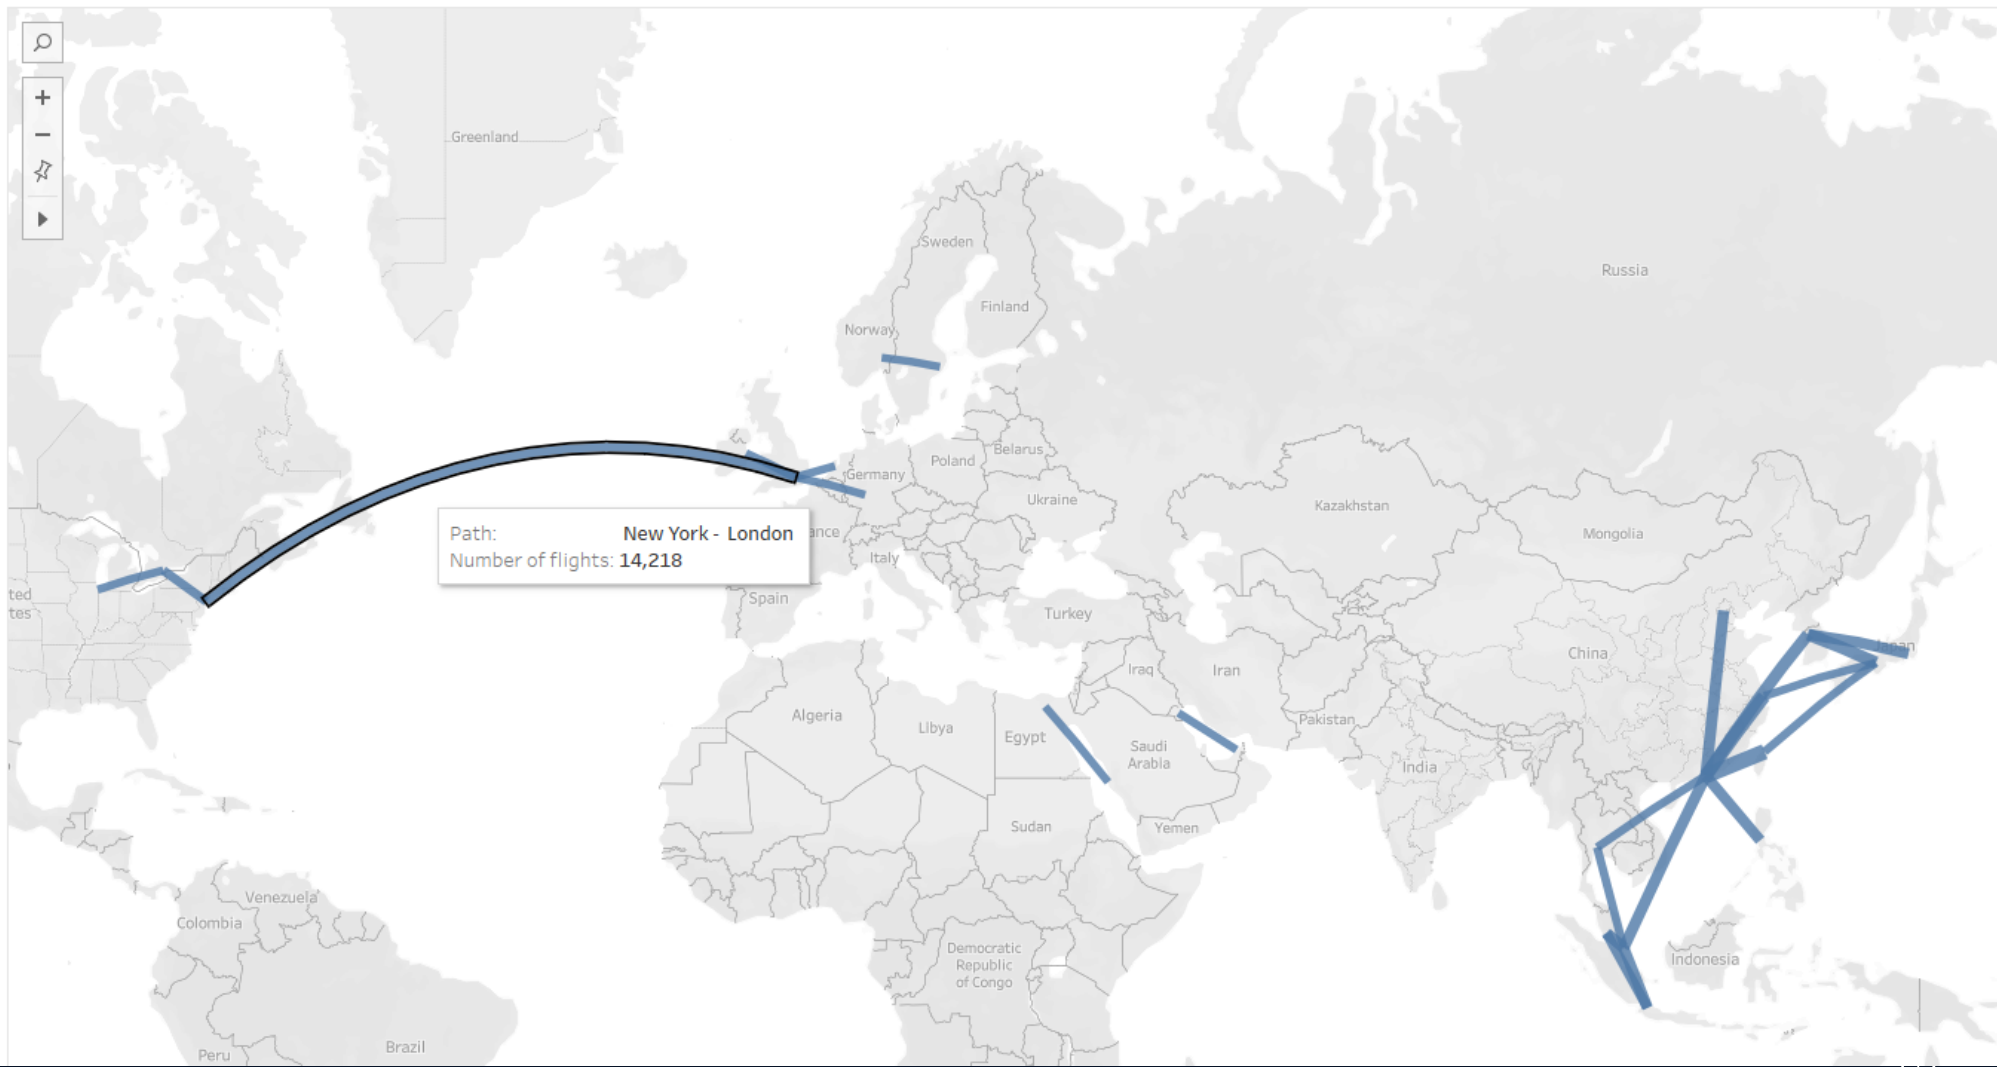 Greenland
Sweden
Russia
Finland
Norway
Belarus
Poland
Germany
Ukraine
Kazakhstan
Mongolia
Path: New York - London
Number of flights: 14,218
ance
Italy
ted
tes
Spain
Turkey
Japan
China
Iraq
Iran
Algeria
Libya
Pakistan
Egypt
Saudi
Arabia
India
Sudan
Yemen
Venezuela
Colombia
Democratic
Republic
of Congo
Indonesia
Brazil
Peru